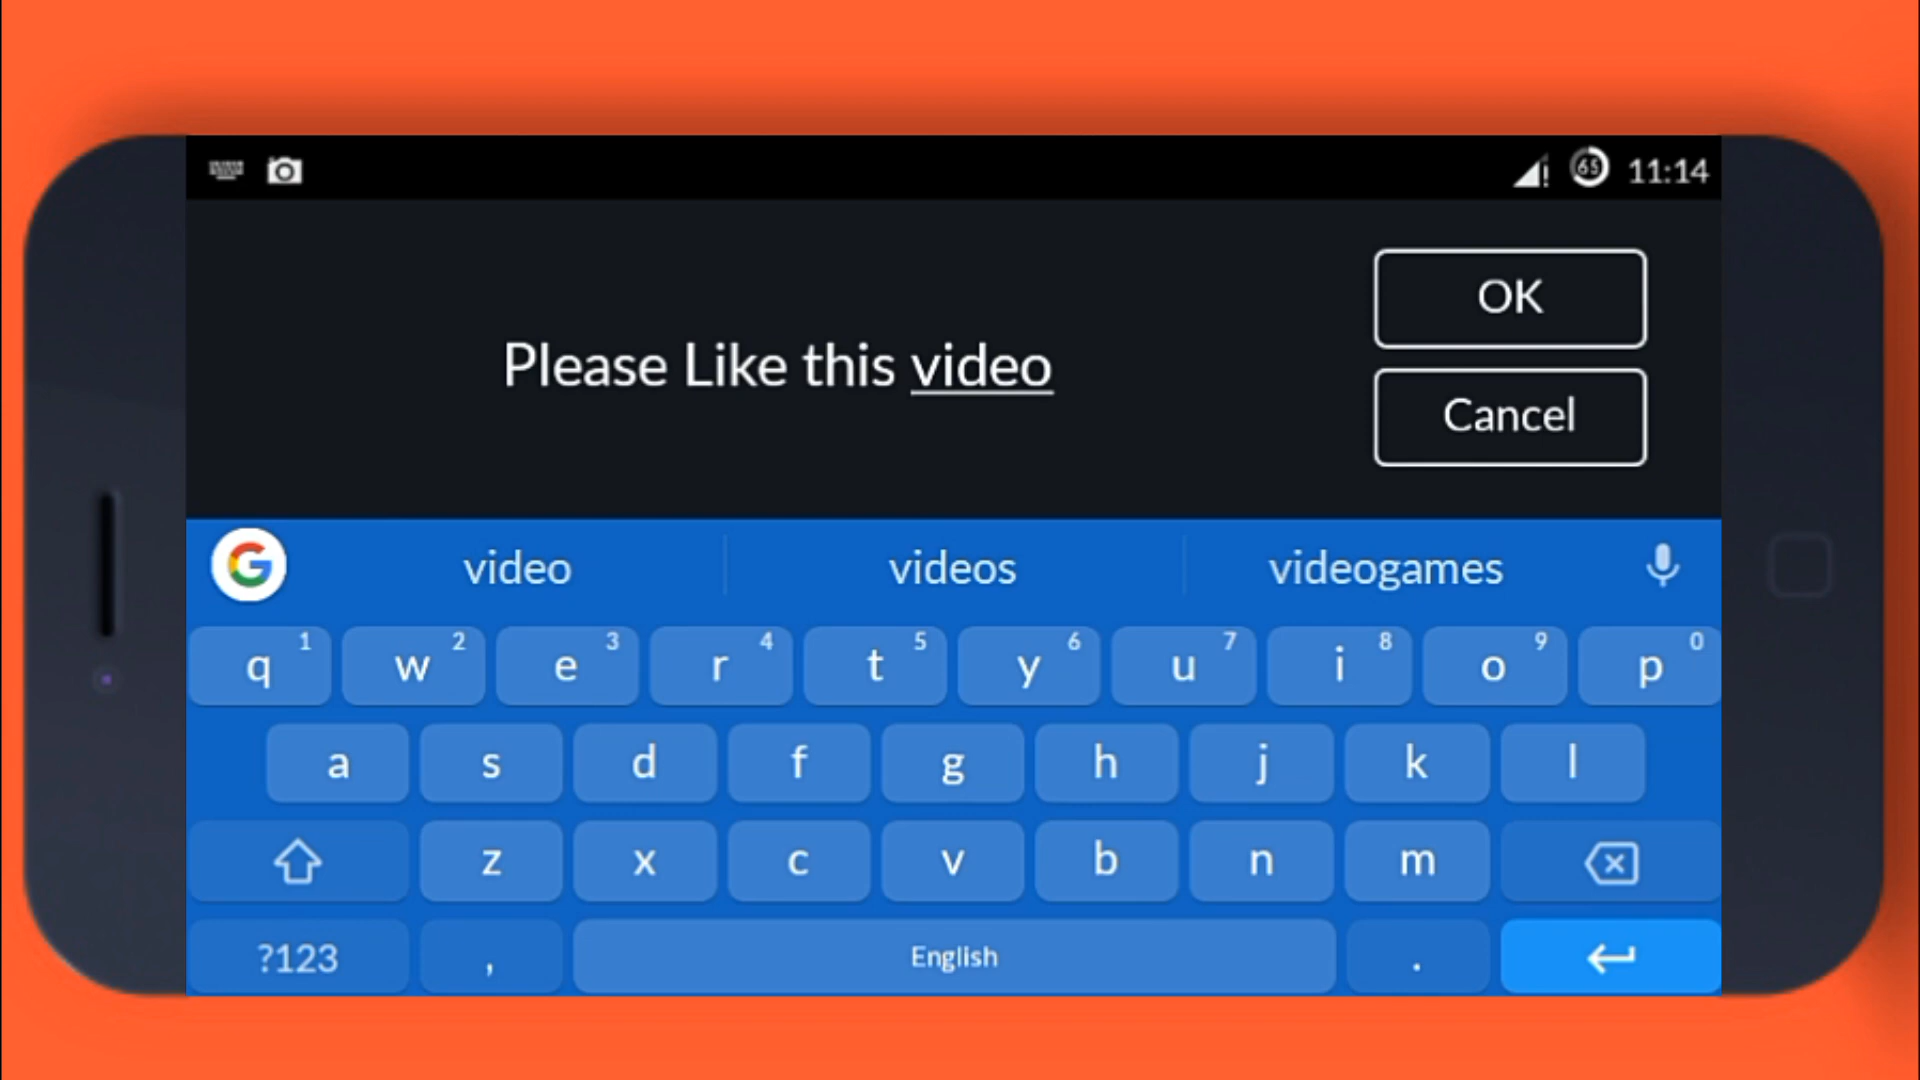 65 11:14
OK
Please Like this video
Cancel
G video videos videogames
1 2 3 4 5 6 7 8 9 0
q w e r t y u i o p
a s d f g h j k l
z x c v b n m
?123 , English .